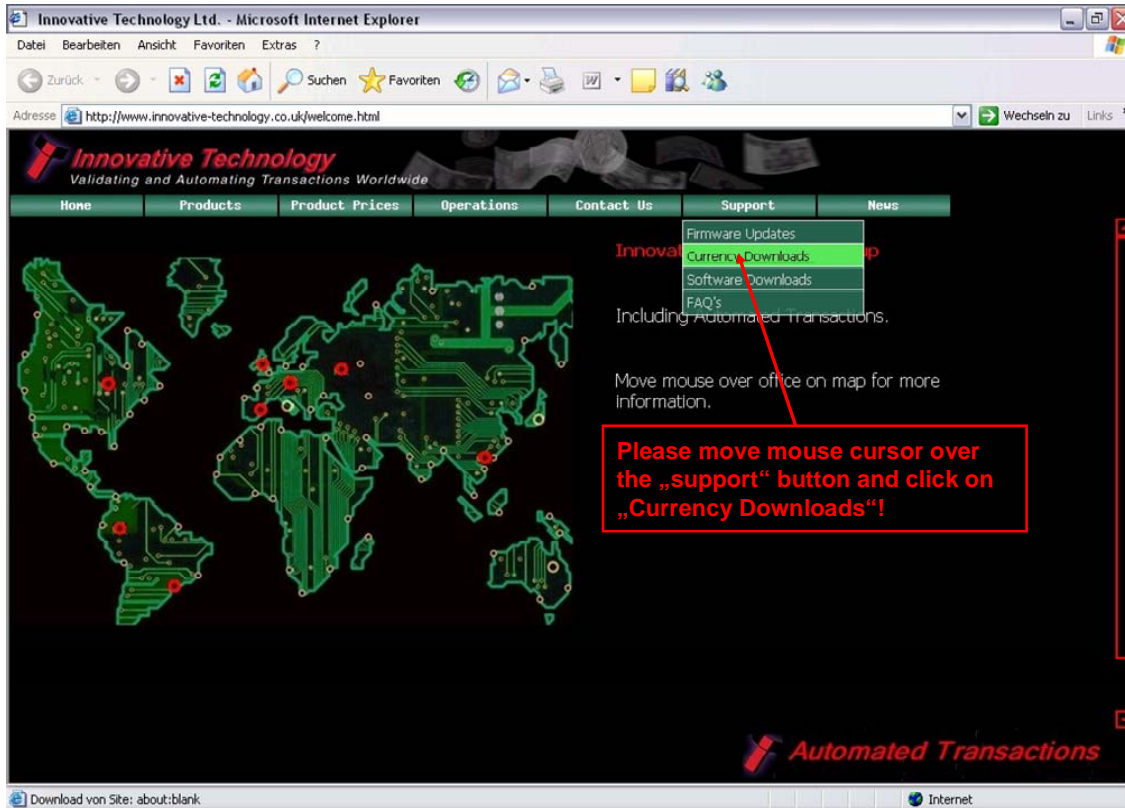 Innovative Technology Ltd. - Microsoft Internet Explorer
Datei Bearbeiten Ansicht Favoriten Extras ?
Zurück Suchen Favoriten
Adresse http://www.innovative-technology.co.uk/welcome.html Wechseln zu Links
Innovative Technology
Validating and Automating Transactions Worldwide
Home Products Product Prices Operations Contact Us Support News
Firmware Updates
Currency Downloads
Software Downloads
FAQ's
Including Automated Transactions.
Move mouse over office on map for more
information.
Please move mouse cursor over
the „support“ button and click on
„Currency Downloads“!
Automated Transactions
Download von Site: about:blank Internet